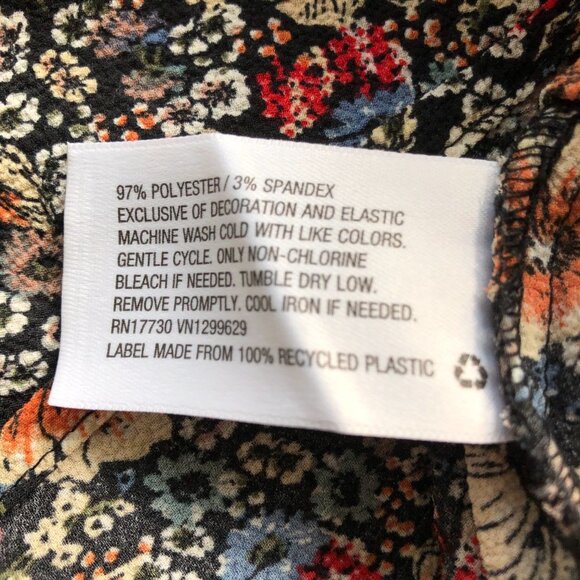 97% POLYESTER / 3% SPANDEX
EXCLUSIVE OF DECORATION AND ELASTIC
MACHINE WASH COLD WITH LIKE COLORS.
GENTLE CYCLE. ONLY NON-CHLORINE
BLEACH IF NEEDED. TUMBLE DRY LOW.
REMOVE PROMPTLY. COOL IRON IF NEEDED.
RN17730 VN1299629
LABEL MADE FROM 100% RECYCLED PLASTIC